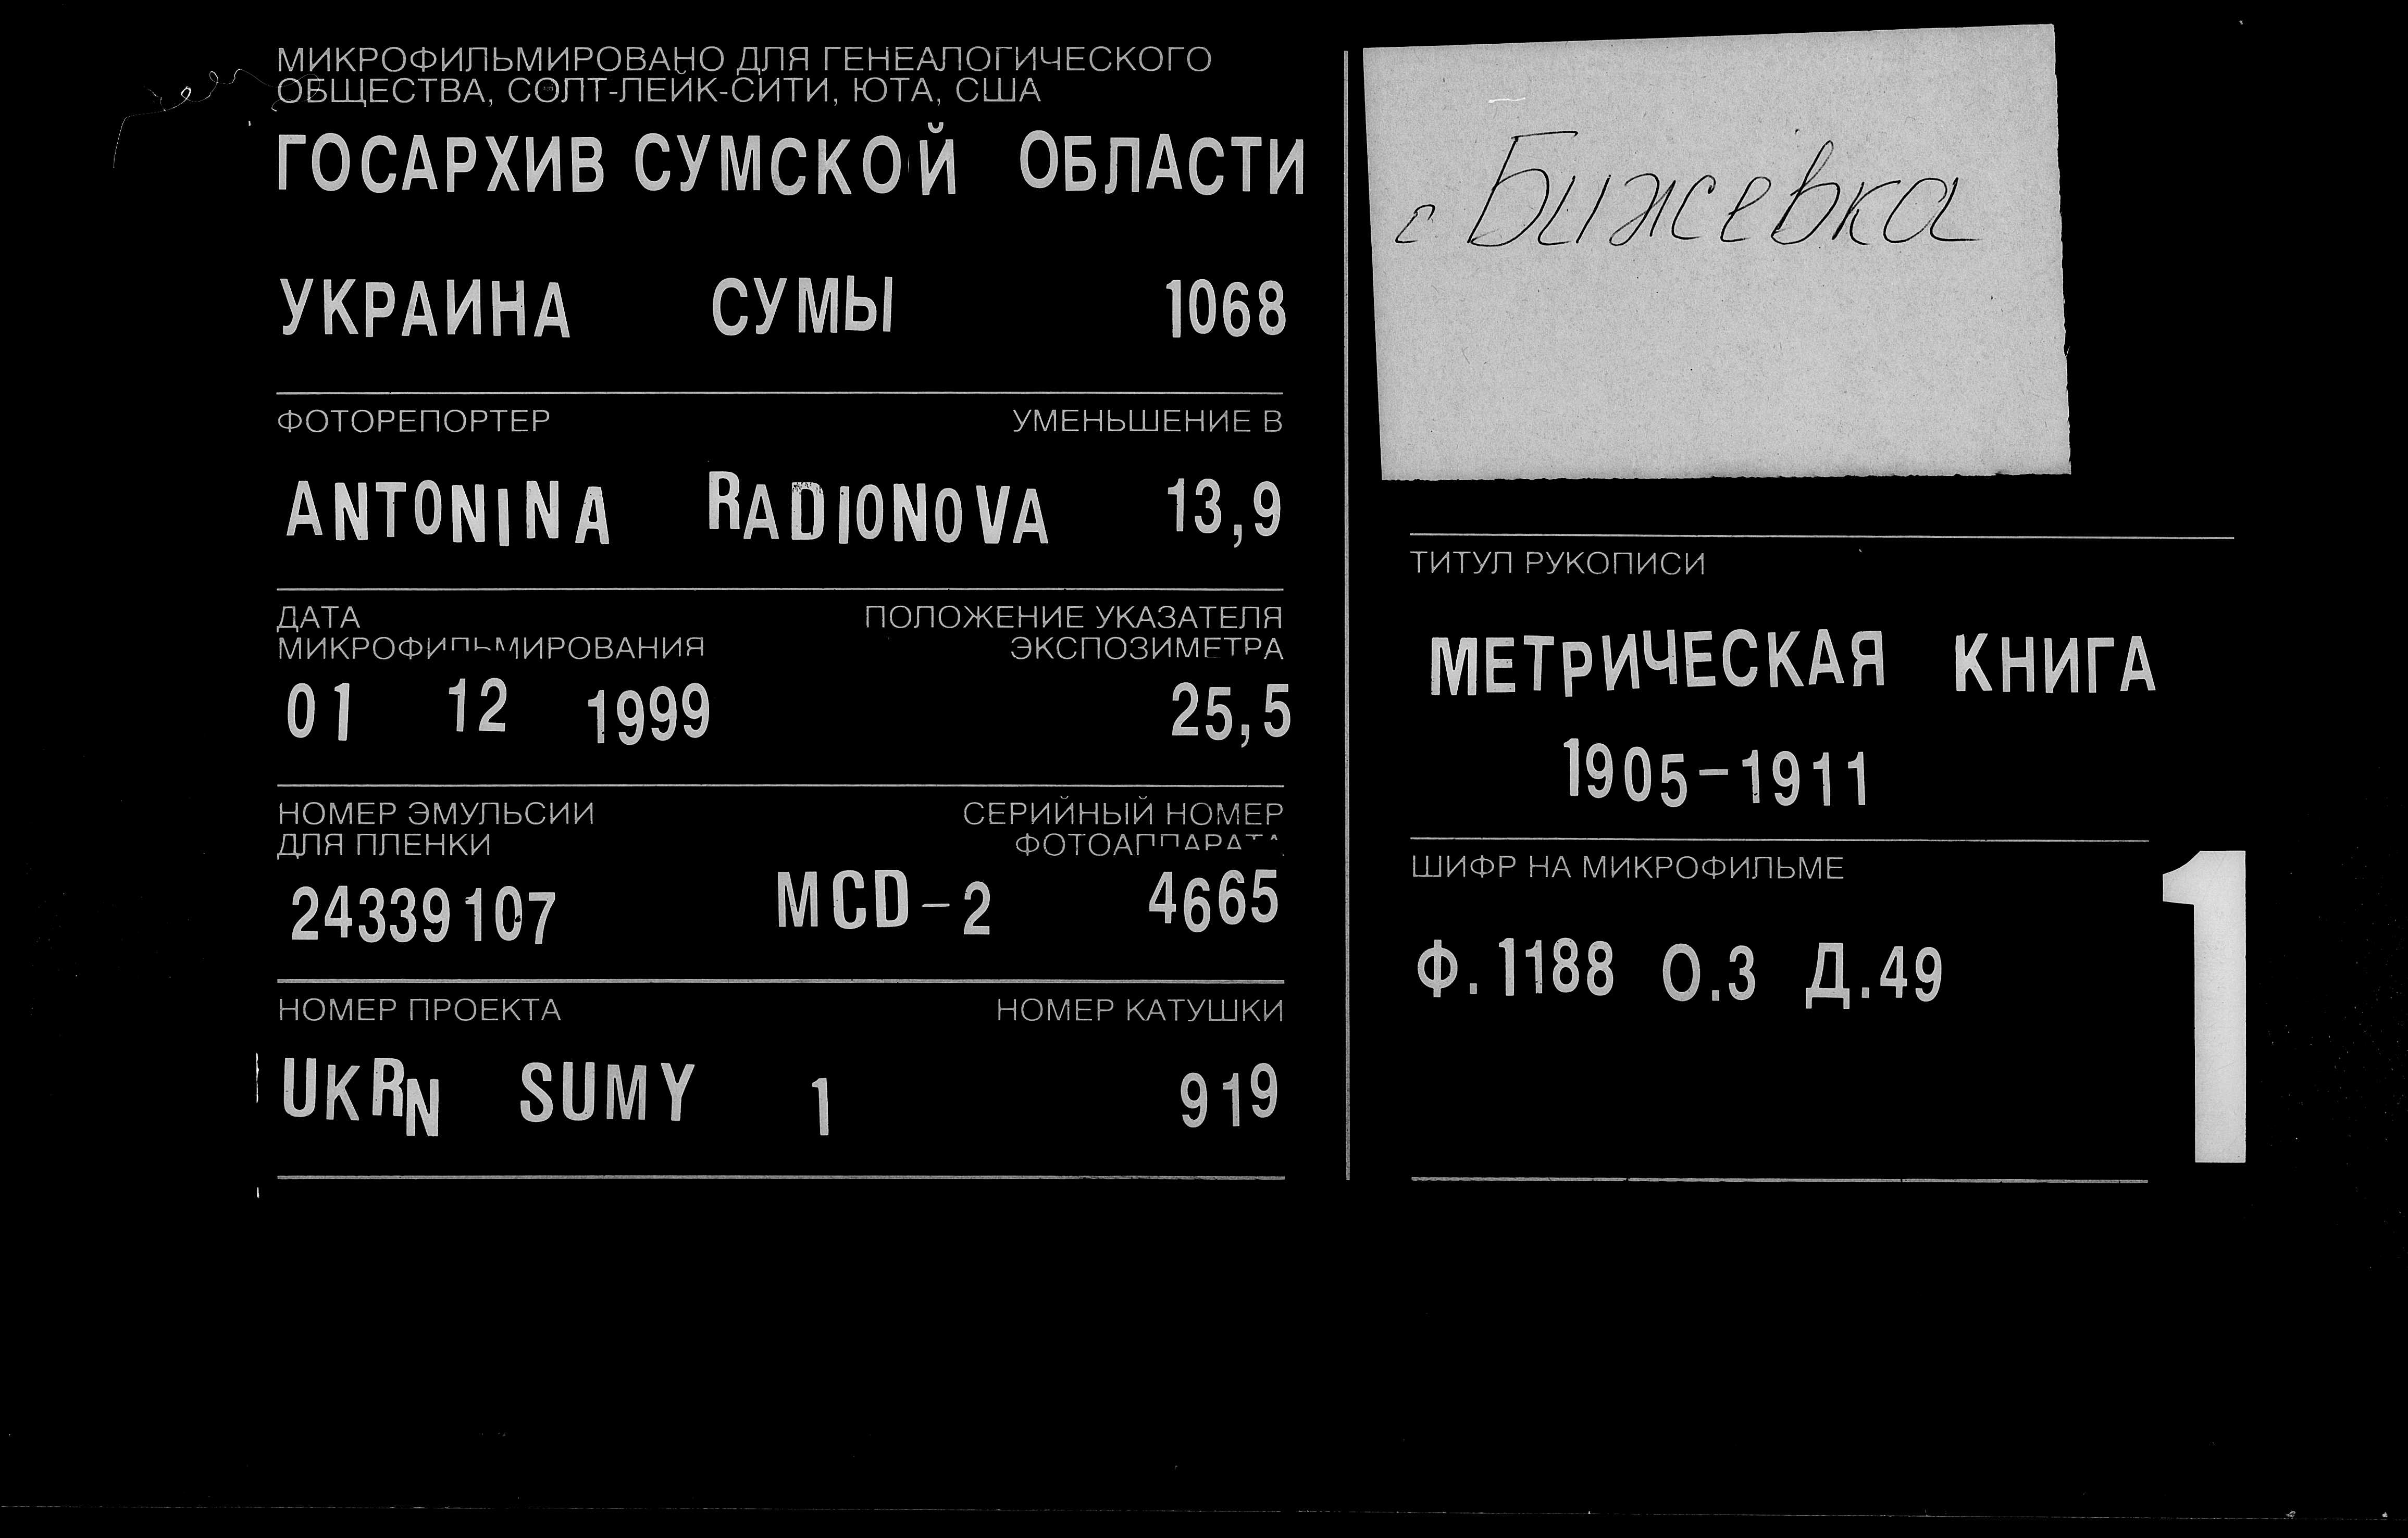 МИКРОФИЛЬМИРОВАНО ДЛЯ ГЕНЕАЛОГИЧЕСКОГО
ОБЩЕСТВА, СОЛТ-ЛЕЙК-СИТИ, ЮТА, США
ГОСАРХИВ СУМСКОЙ ОБЛАСТИ
УКРАИНА СУМЫ 1068
ФОТОРЕПОРТЕР УМЕНЬШЕНИЕ В
ANTONINA RADIONOVA 13,9
ДАТА ПОЛОЖЕНИЕ УКАЗАТЕЛЯ
МИКРОФИЛЬМИРОВАНИЯ ЭКСПОЗИМЕТРА
01 12 1999 25,5
НОМЕР ЭМУЛЬСИИ СЕРИЙНЫЙ НОМЕР
ДЛЯ ПЛЕНКИ ФОТОАППАРАТА
24339107 MCD-2 4665
НОМЕР ПРОЕКТА НОМЕР КАТУШКИ
UKRN SUMY 1 919
с. Бижевка
ТИТУЛ РУКОПИСИ
МЕТРИЧЕСКАЯ КНИГА
1905-1911
ШИФР НА МИКРОФИЛЬМЕ
Ф.1188 О.3 Д.49
1